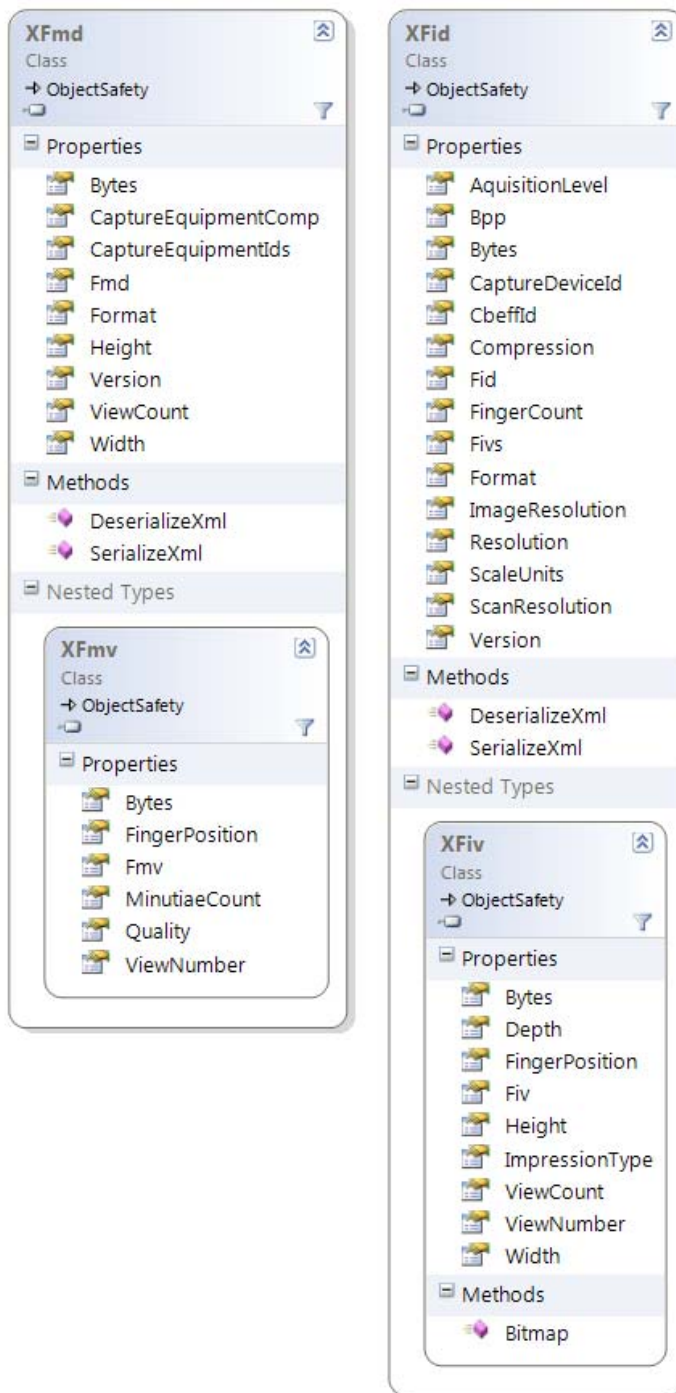 XFmd
Class
ObjectSafety
Properties
Bytes
CaptureEquipmentComp
CaptureEquipmentIds
Fmd
Format
Height
Version
ViewCount
Width
Methods
DeserializeXml
SerializeXml
Nested Types
XFmv
Class
ObjectSafety
Properties
Bytes
FingerPosition
Fmv
MinutiaeCount
Quality
ViewNumber
XFid
Class
ObjectSafety
Properties
AquisitionLevel
Bpp
Bytes
CaptureDeviceId
CbeffId
Compression
Fid
FingerCount
Fivs
Format
ImageResolution
Resolution
ScaleUnits
ScanResolution
Version
Methods
DeserializeXml
SerializeXml
Nested Types
XFiv
Class
ObjectSafety
Properties
Bytes
Depth
FingerPosition
Fiv
Height
ImpressionType
ViewCount
ViewNumber
Width
Methods
Bitmap